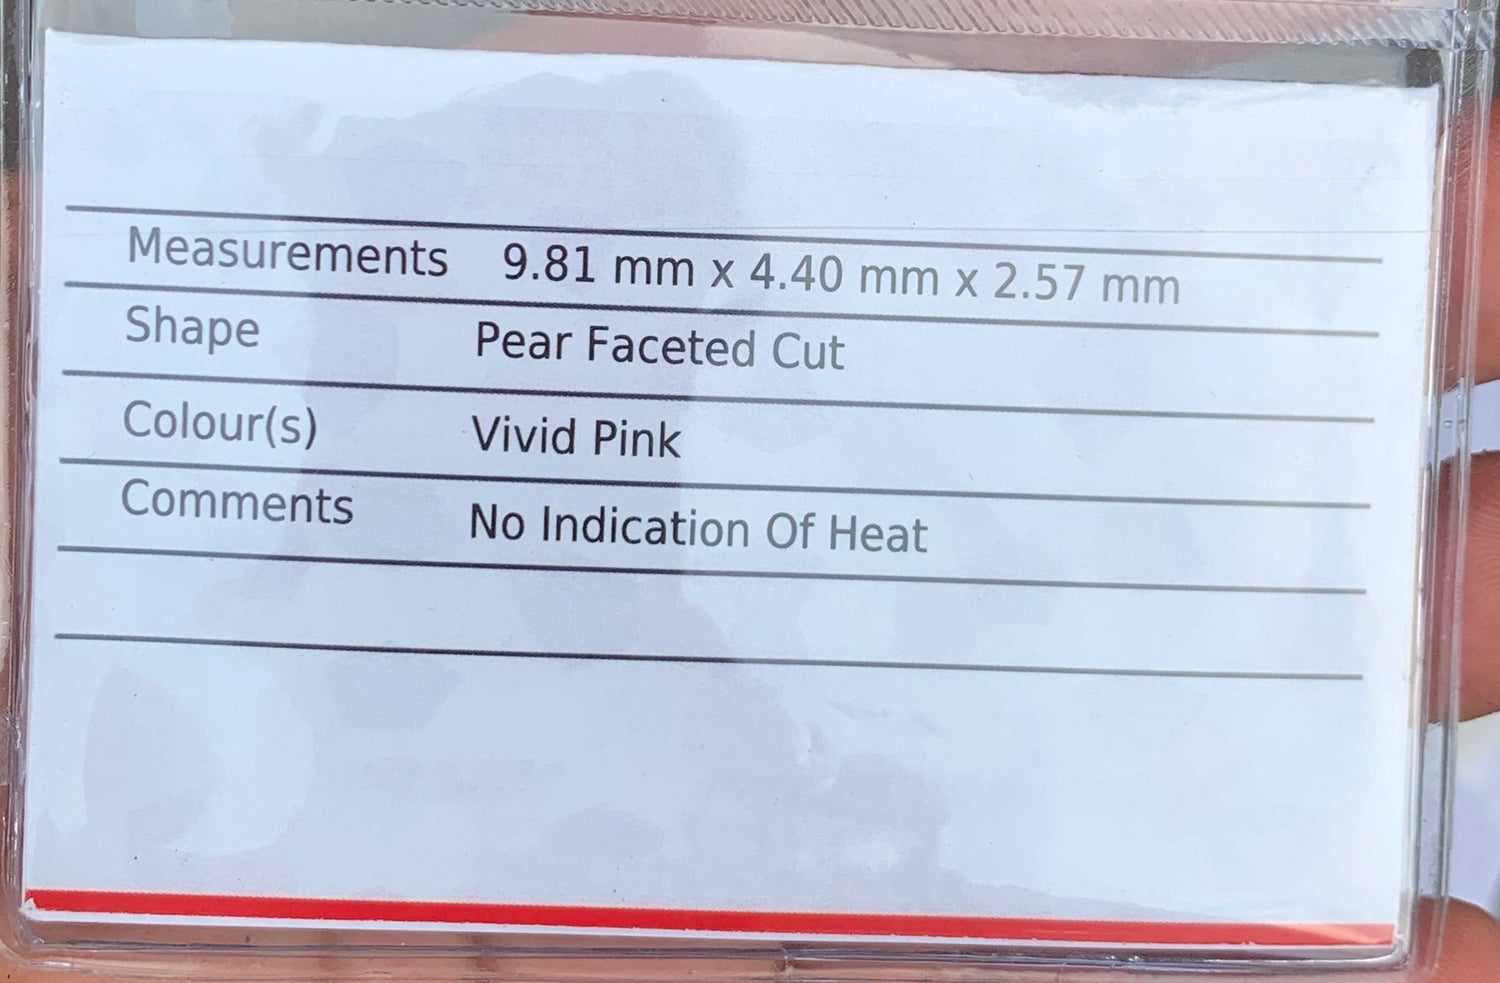 Measurements 9.81 mm x 4.40 mm x 2.57 mm
Shape Pear Faceted Cut
Colour(s) Vivid Pink
Comments No Indication Of Heat